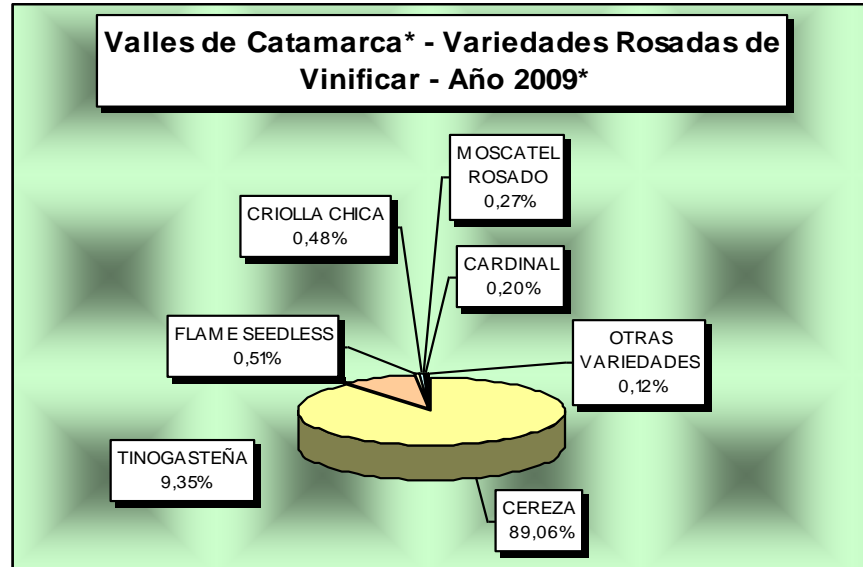 Valles de Catamarca* - Variedades Rosadas de
Vinificar - Año 2009*
MOSCATEL
ROSADO
0,27%
CRIOLLA CHICA
0,48%
CARDINAL
0,20%
FLAME SEEDLESS
0,51%
OTRAS
VARIEDADES
0,12%
TINOGASTEÑA
9,35%
CEREZA
89,06%